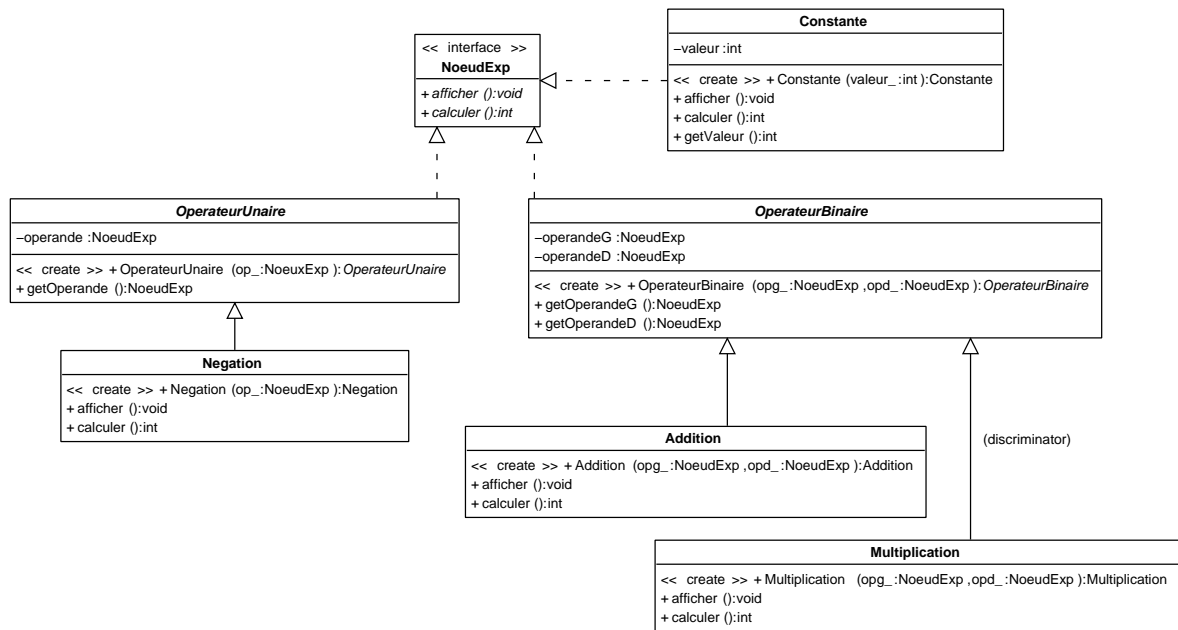 << interface >>
NoeudExp
+ afficher ():void
+ calculer ():int
Constante
−valeur :int
<< create >> + Constante (valeur_ :int ):Constante
+ afficher ():void
+ calculer ():int
+ getValeur ():int
OperateurUnaire
−operande :NoeudExp
<< create >> + OperateurUnaire (op_ :NoeuxExp ):OperateurUnaire
+ getOperande ():NoeudExp
OperateurBinaire
−operandeG :NoeudExp
−operandeD :NoeudExp
<< create >> + OperateurBinaire (opg_ :NoeudExp ,opd_ :NoeudExp ):OperateurBinaire
+ getOperandeG ():NoeudExp
+ getOperandeD ():NoeudExp
Negation
<< create >> + Negation (op_ :NoeudExp ):Negation
+ afficher ():void
+ calculer ():int
Addition
<< create >> + Addition (opg_ :NoeudExp ,opd_ :NoeudExp ):Addition
+ afficher ():void
+ calculer ():int
(discriminator)
Multiplication
<< create >> + Multiplication (opg_ :NoeudExp ,opd_ :NoeudExp ):Multiplication
+ afficher ():void
+ calculer ():int